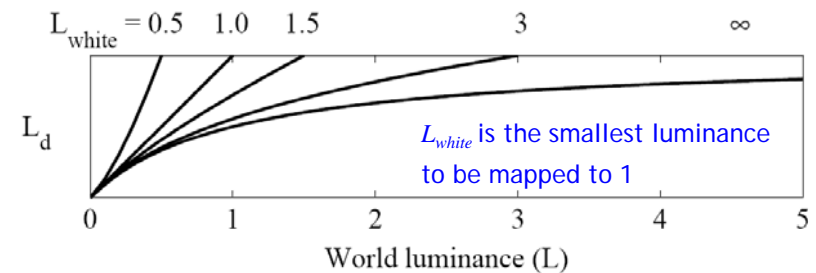 L_white = 0.5 1.0 1.5 3 ∞
L_d
L_white is the smallest luminance
to be mapped to 1
0 1 2 3 4 5
World luminance (L)